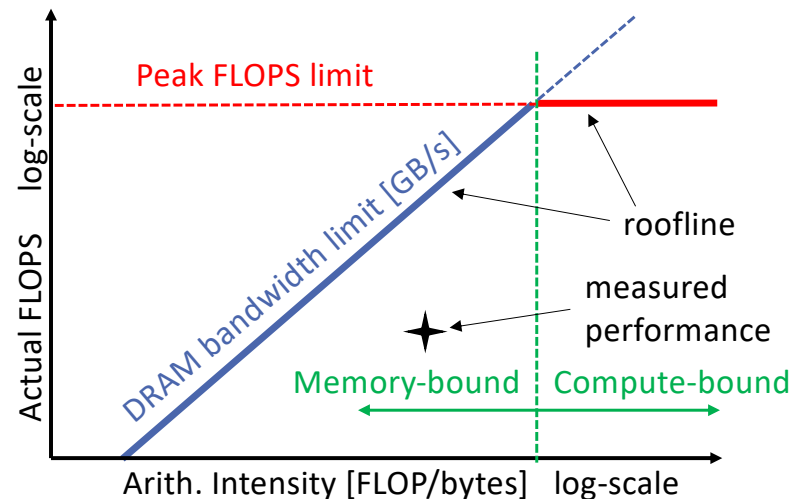 Peak FLOPS limit
log-scale
Actual FLOPS
DRAM bandwidth limit [GB/s]
roofline
measured
performance
Memory-bound
Compute-bound
Arith. Intensity [FLOP/bytes]
log-scale